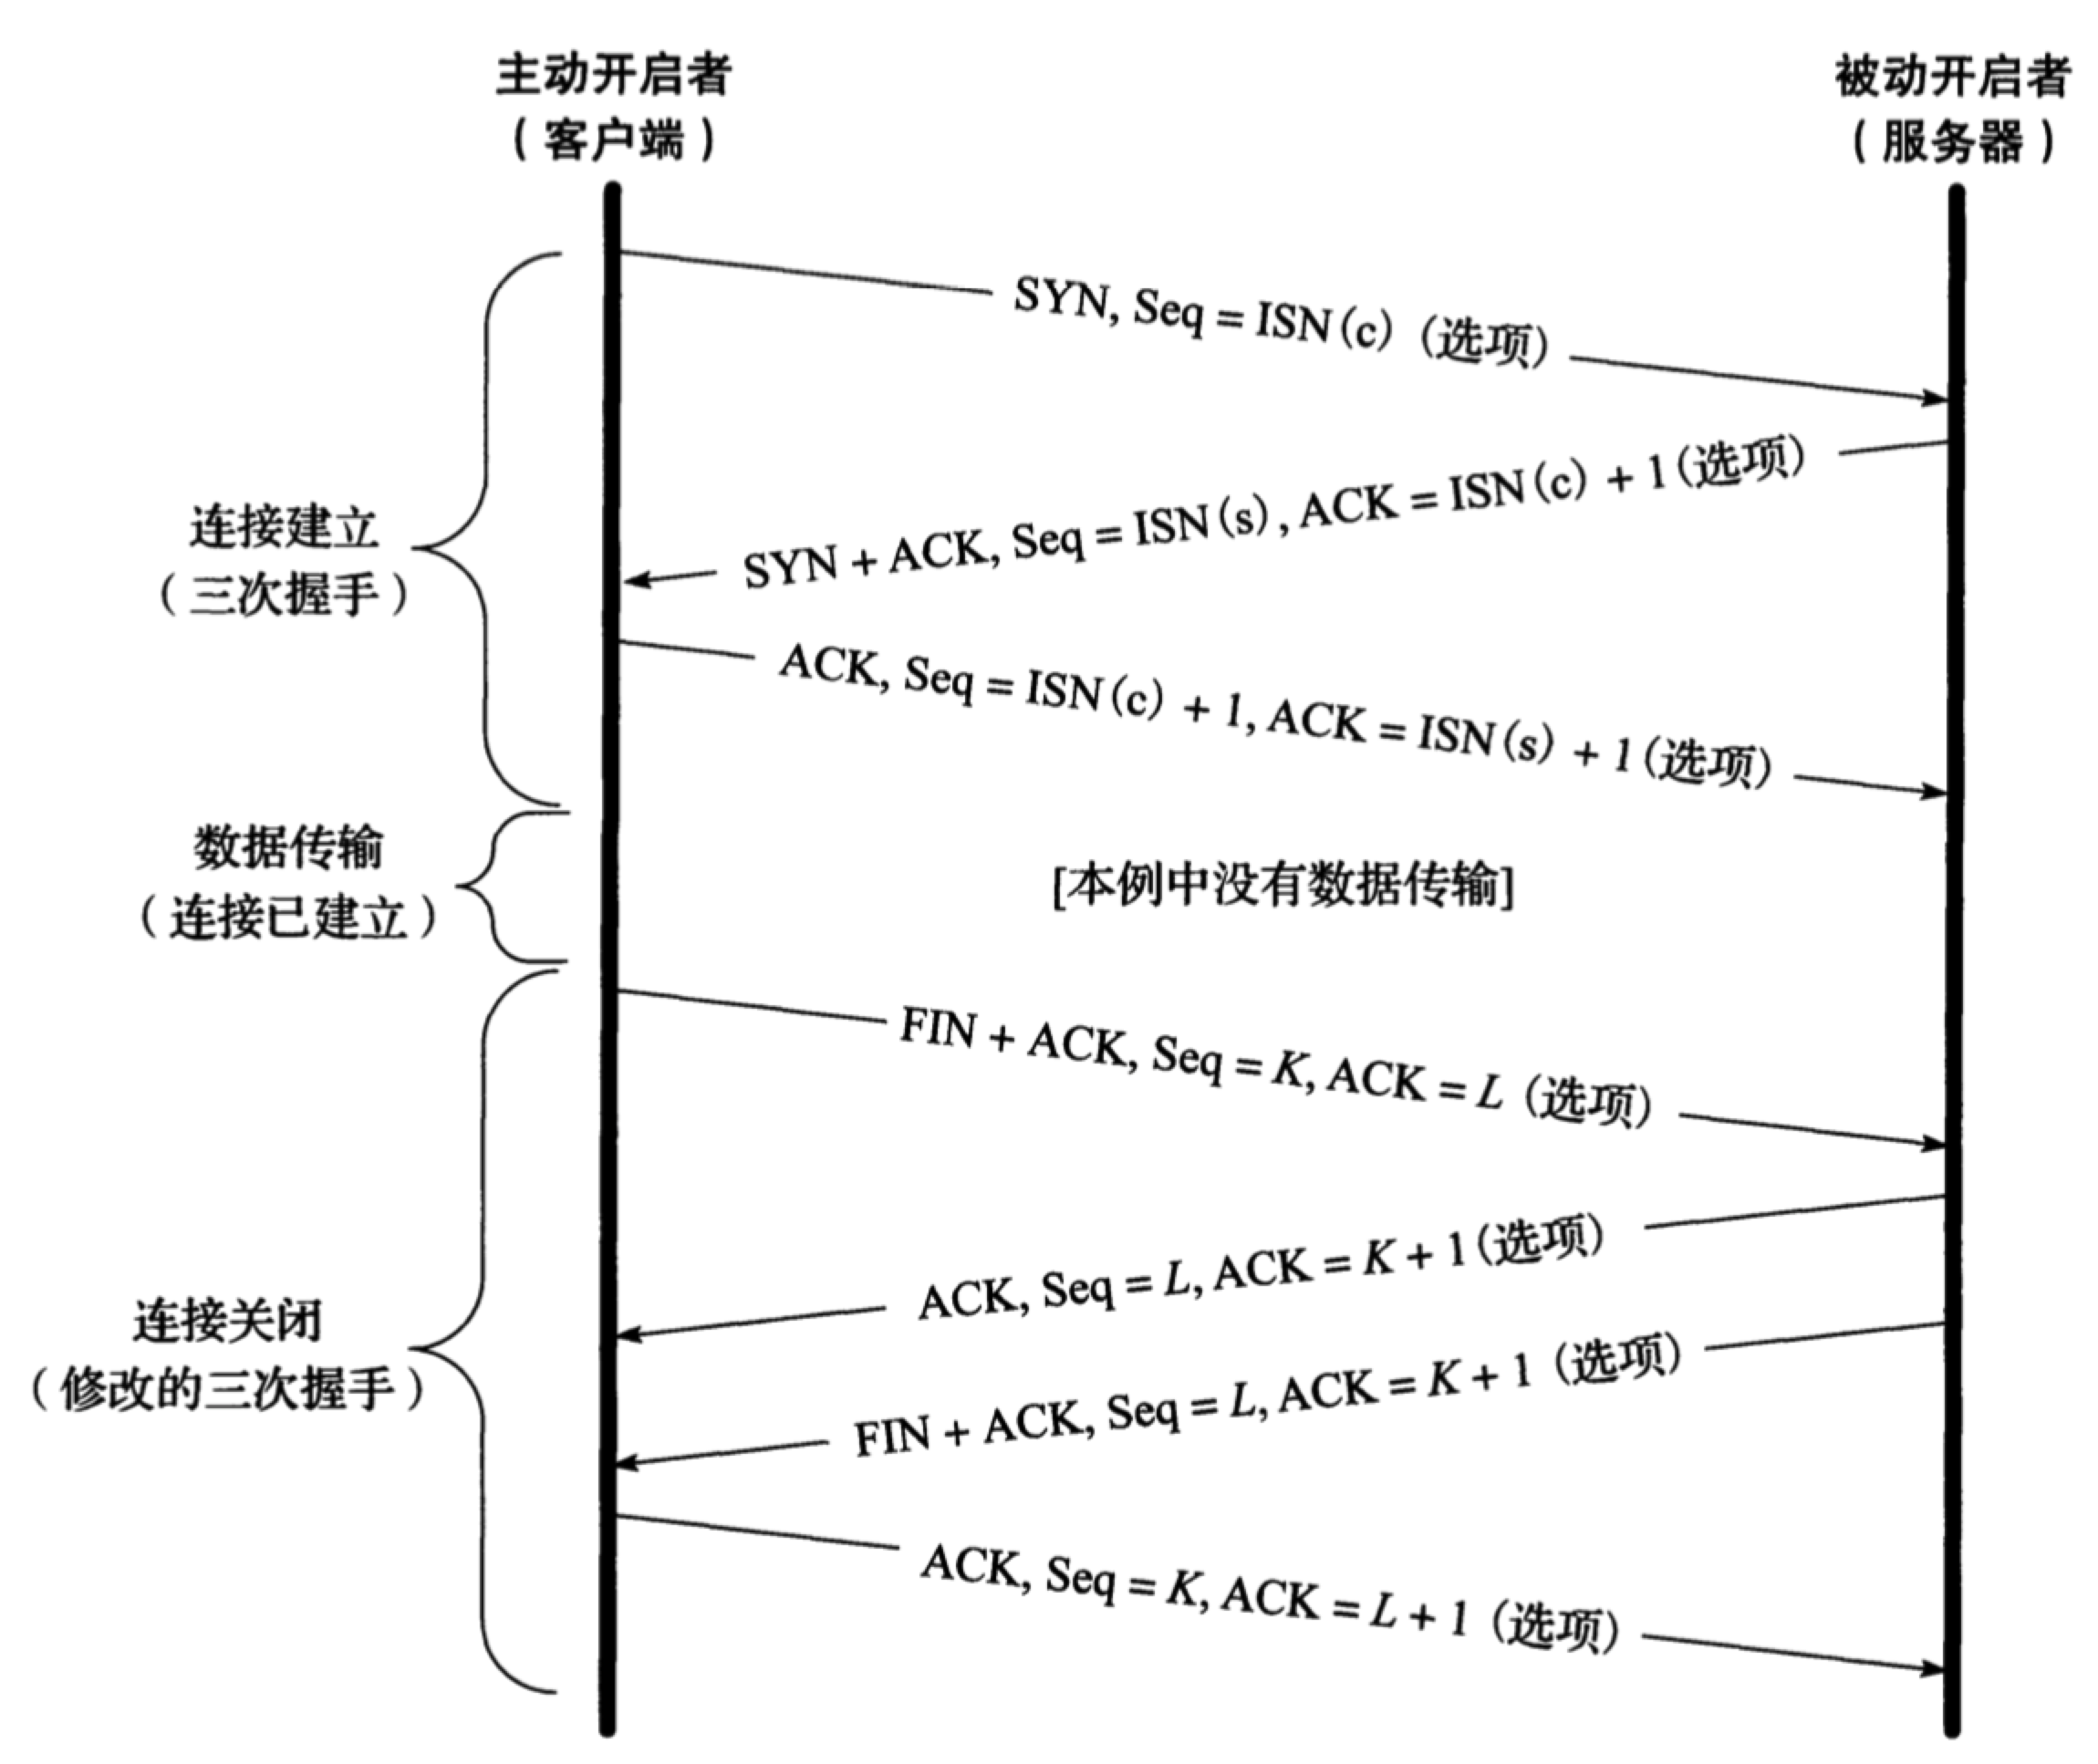 主动开启者
（客户端）
被动开启者
（服务器）
SYN, Seq = ISN(c) (选项)
SYN + ACK, Seq = ISN(s), ACK = ISN(c) + 1(选项)
连接建立
（三次握手）
ACK, Seq = ISN(c) + 1, ACK = ISN(s) + 1(选项)
数据传输
（连接已建立）
[本例中没有数据传输]
FIN + ACK, Seq = K, ACK = L (选项)
ACK, Seq = L, ACK = K + 1(选项)
连接关闭
（修改的三次握手）
FIN + ACK, Seq = L, ACK = K + 1 (选项)
ACK, Seq = K, ACK = L + 1 (选项)